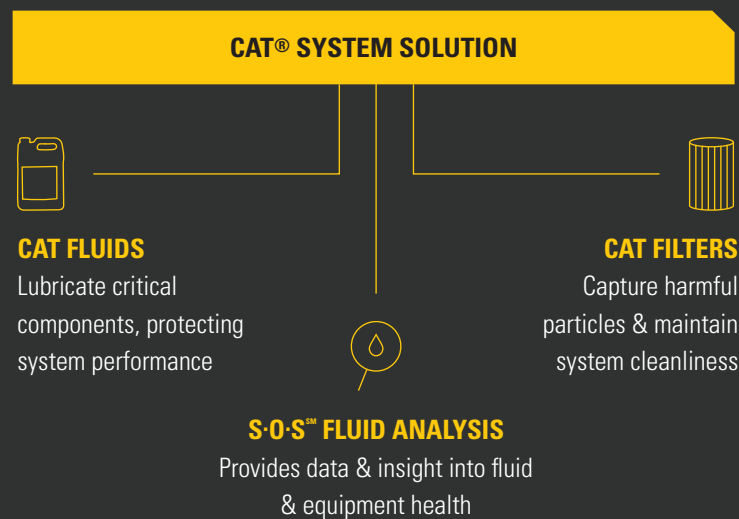 CAT® SYSTEM SOLUTION
CAT FLUIDS
Lubricate critical
components, protecting
system performance
CAT FILTERS
Capture harmful
particles & maintain
system cleanliness
S·O·S℠ FLUID ANALYSIS
Provides data & insight into fluid
& equipment health